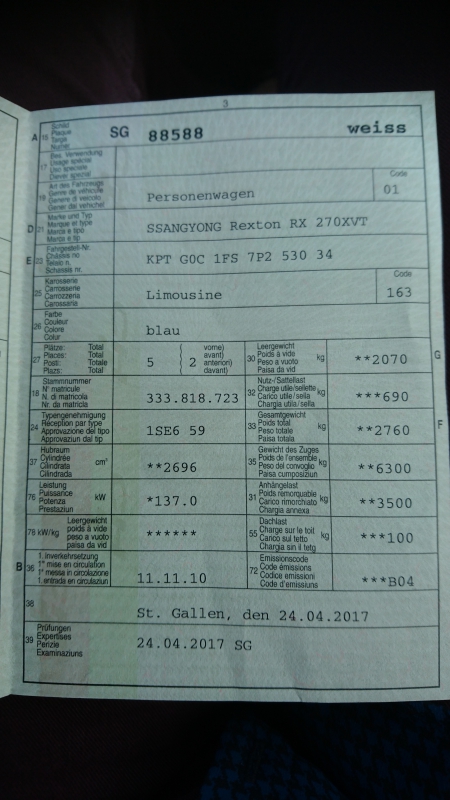 3
A 15 Schild SG 88588 weiss
Plaque
Targa
Numer
17 Bes. Verwendung
Usage spécial
Uso speciale
Diever spezial
19 Art des Fahrzeugs Personenwagen Code 01
Genre de véhicule
Genere di veicolo
Gener dal vehichel
D 21 Marke und Typ SSANGYONG Rexton RX 270XVT
Marque et type
Marca e tipo
Marca e tip
E 23 Fahrgestell-Nr. KPT G0C 1FS 7P2 530 34
Châssis no
Telaio n.
Schassis nr.
25 Karosserie Limousine Code 163
Carrosserie
Carrozzeria
Carossaria
26 Farbe blau
Couleur
Colore
Colur
27 Plätze: Total 5 ( 2 vorne)
Places: Total ( avant)
Posti: Totale ( anteriori)
Plazs: Total ( davant)
30 Leergewicht kg **2070 G
Poids à vide
Peso a vuoto
Paisa da vid
18 Stammnummer 333.818.723
N° matricule
N. di matricola
Nr. da matricla
32 Nutz-/Sattellast kg ***690
Charge utile/sellette
Carico utile/sella
Chargia utila/sella
24 Typengenehmigung 1SE6 59
Réception par type
Approvazione del tipo
Approvaziun dal tip
33 Gesamtgewicht kg **2760 F
Poids total
Peso totale
Paisa totala
37 Hubraum cm³ **2696
Cylindrée
Cilindrata
Cilindrada
35 Gewicht des Zuges kg **6300
Poids de l'ensemble
Peso del convoglio
Paisa cumposiziun
76 Leistung kW *137.0
Puissance
Potenza
Prestaziun
31 Anhängelast kg **3500
Poids remorquable
Carico rimorchiato
Chargia annexa
78 kW/kg Leergewicht ******
poids à vide
peso a vuoto
paisa da vid
55 Dachlast kg ***100
Charge sur le toit
Carico sul tetto
Chargia sin il tetg
B 36 1. Inverkehrsetzung 11.11.10
1re mise en circulation
1a messa in circolazione
1. entrada en circulaziun
72 Emissionscode ***B04
Code émissions
Codice emissioni
Code d'emissiuns
38 St. Gallen, den 24.04.2017
39 Prüfungen 24.04.2017 SG
Expertises
Perizie
Examinaziuns